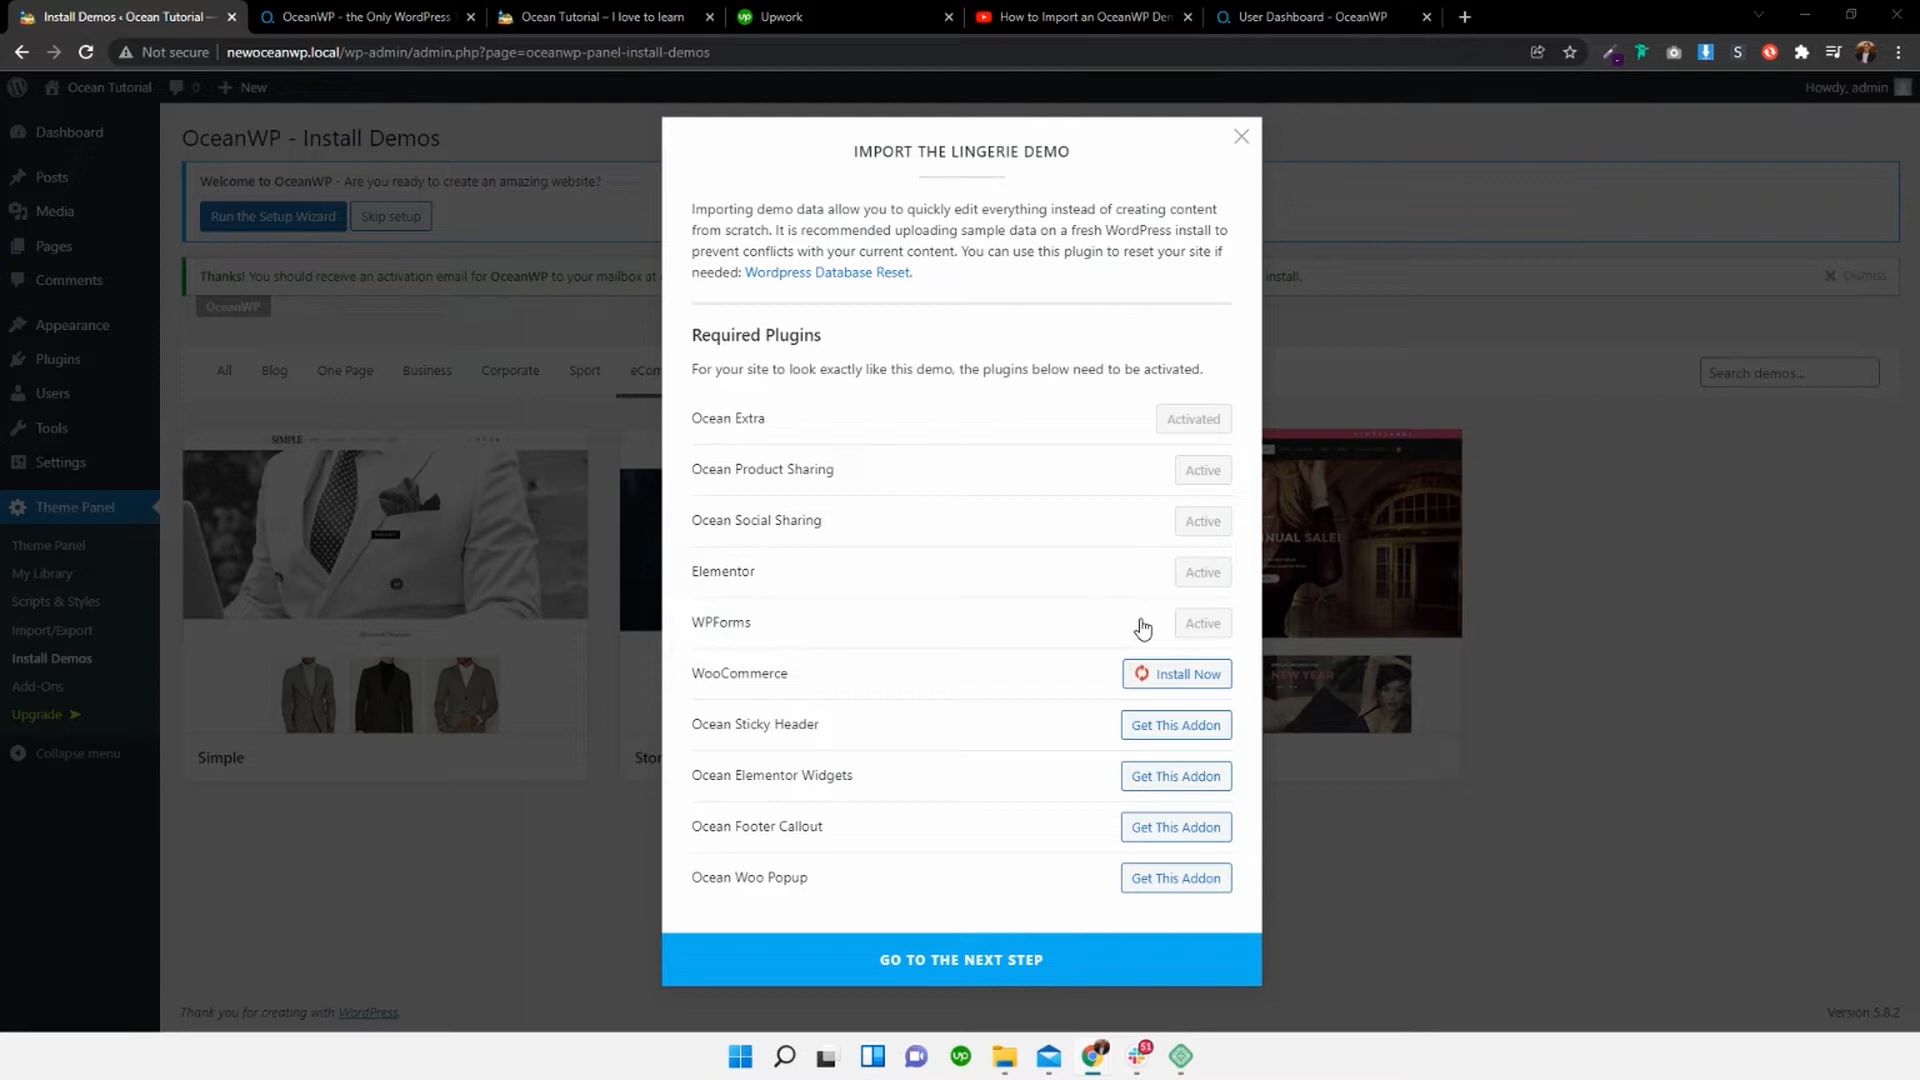 Install Demos ‹ Ocean Tutorial —
OceanWP - the Only WordPress
Ocean Tutorial – I love to learn
Upwork
How to Import an OceanWP Den
User Dashboard - OceanWP
Not secure
newoceanwp.local/wp-admin/admin.php?page=oceanwp-panel-install-demos
Ocean Tutorial
0
New
Howdy, admin
Dashboard
Posts
Media
Pages
Comments
Appearance
Plugins
Users
Tools
Settings
Theme Panel
Theme Panel
My Library
Scripts & Styles
Import/Export
Install Demos
Add-Ons
Upgrade ➤
Collapse menu
OceanWP - Install Demos
Welcome to OceanWP - Are you ready to create an amazing website?
Run the Setup Wizard
Skip setup
Thanks! You should receive an activation email for OceanWP to your mailbox at
install.
Dismiss
OceanWP
All
Blog
One Page
Business
Corporate
Sport
eCom
Search demos...
SIMPLE
NUAL SALE!
NEW YEAR
Simple
Stor
IMPORT THE LINGERIE DEMO
Importing demo data allow you to quickly edit everything instead of creating content
from scratch. It is recommended uploading sample data on a fresh WordPress install to
prevent conflicts with your current content. You can use this plugin to reset your site if
needed: Wordpress Database Reset.
Required Plugins
For your site to look exactly like this demo, the plugins below need to be activated.
Ocean Extra
Activated
Ocean Product Sharing
Active
Ocean Social Sharing
Active
Elementor
Active
WPForms
Active
WooCommerce
Install Now
Ocean Sticky Header
Get This Addon
Ocean Elementor Widgets
Get This Addon
Ocean Footer Callout
Get This Addon
Ocean Woo Popup
Get This Addon
GO TO THE NEXT STEP
Thank you for creating with WordPress.
Version 5.8.2
51